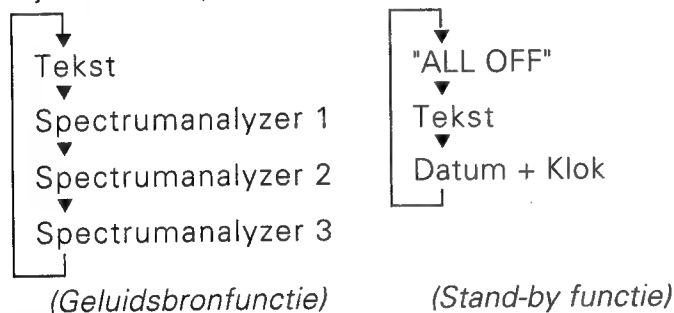 Tekst
Spectrumanalyzer 1
Spectrumanalyzer 2
Spectrumanalyzer 3
(Geluidsbronfunctie)
"ALL OFF"
Tekst
Datum + Klok
(Stand-by functie)